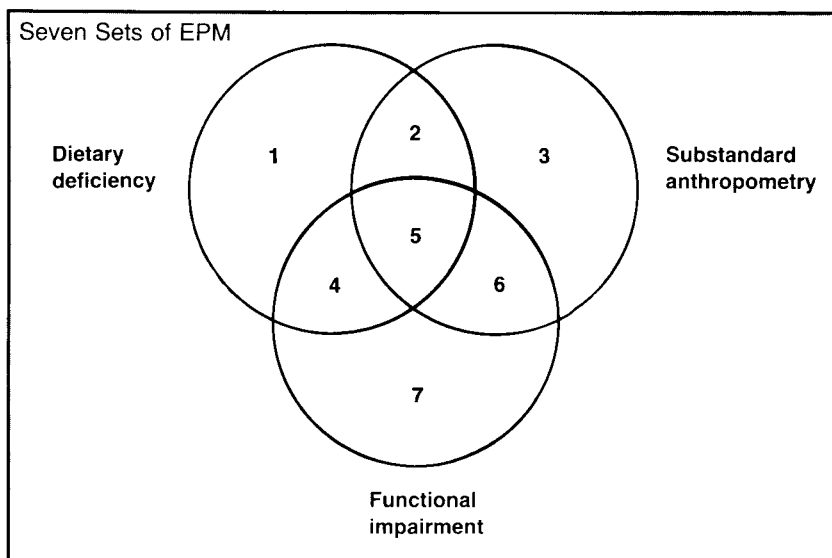 Seven Sets of EPM
2
1
3
Dietary
deficiency
Substandard
anthropometry
5
4
6
7
Functional
impairment